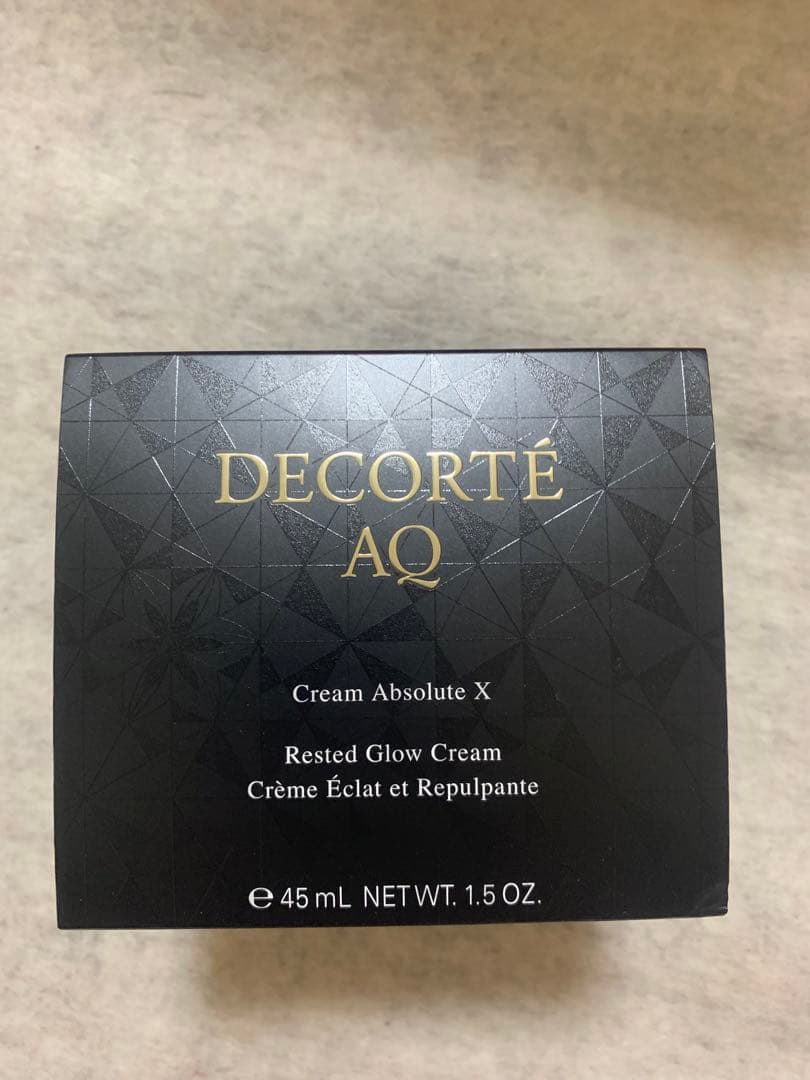 DECORTÉ
AQ
Cream Absolute X
Rested Glow Cream
Crème Éclat et Repulpante
℮ 45 mL NET WT. 1.5 OZ.